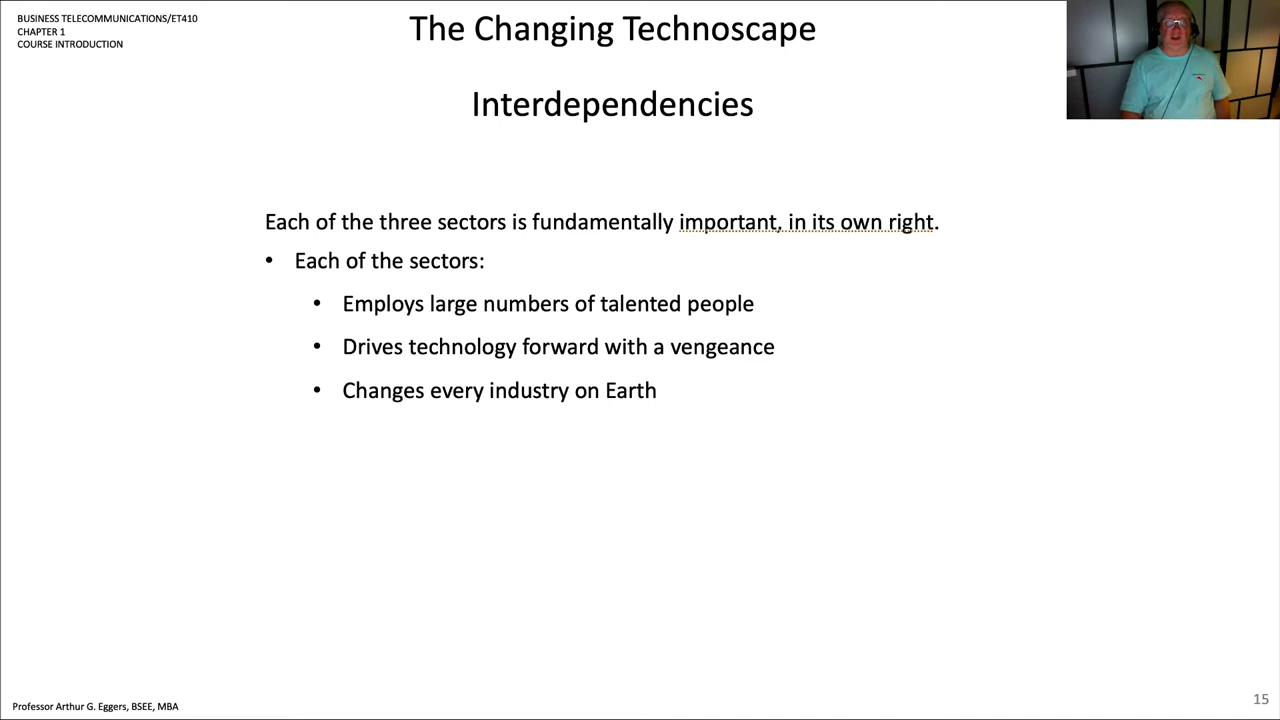 BUSINESS TELECOMMUNICATIONS/ET410
CHAPTER 1
COURSE INTRODUCTION
The Changing Technoscape
Interdependencies
Each of the three sectors is fundamentally important, in its own right.
• Each of the sectors:
• Employs large numbers of talented people
• Drives technology forward with a vengeance
• Changes every industry on Earth
Professor Arthur G. Eggers, BSEE, MBA
15